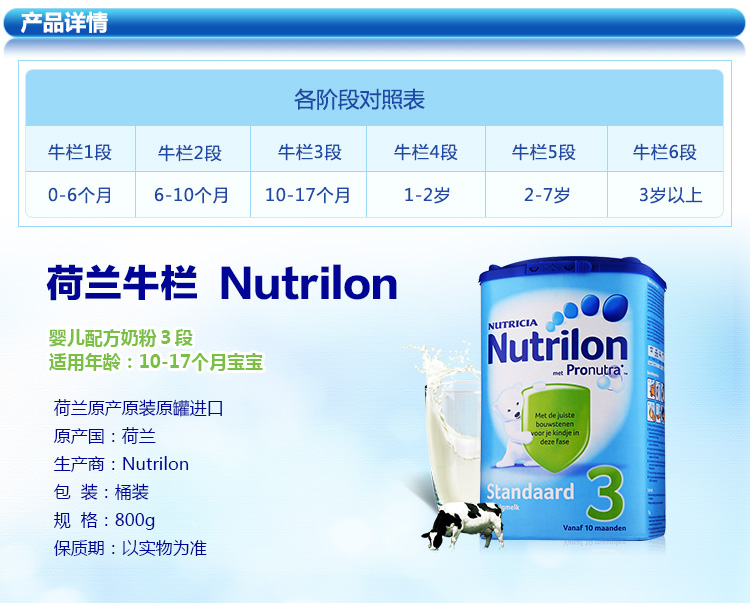 产品详情
各阶段对照表
牛栏1段 牛栏2段 牛栏3段 牛栏4段 牛栏5段 牛栏6段
0-6个月 6-10个月 10-17个月 1-2岁 2-7岁 3岁以上
荷兰牛栏 Nutrilon
婴儿配方奶粉3段
适用年龄：10-17个月宝宝
荷兰原产原装原罐进口
原产国：荷兰
生产商：Nutrilon
包 装：桶装
规 格：800g
保质期：以实物为准
NUTRICIA
Nutrilon
met Pronutra
Met de juiste
bouwstenen
voor je kindje in
deze fase
Standaard 3
Vanaf 10 maanden